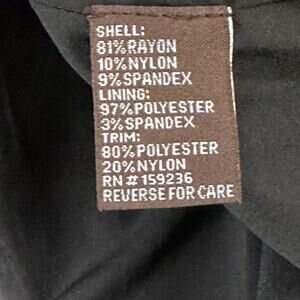 SHELL:
81%RAYON
10%NYLON
9%SPANDEX
LINING:
97%POLYESTER
3%SPANDEX
TRIM:
80%POLYESTER
20%NYLON
RN # 159236
REVERSE FOR CARE